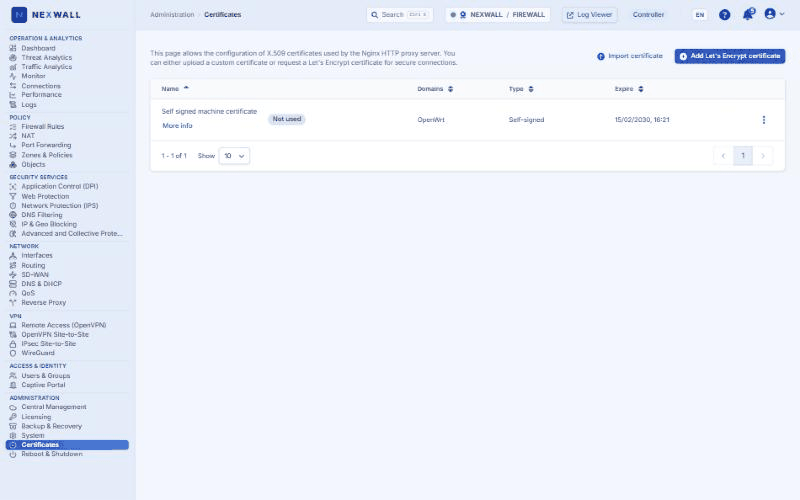 NEXWALL
Administration › Certificates
Search Ctrl K
NEXWALL / FIREWALL
Log Viewer
Controller
EN
OPERATION & ANALYTICS
Dashboard
Threat Analytics
Traffic Analytics
Monitor
Connections
Performance
Logs
POLICY
Firewall Rules
NAT
Port Forwarding
Zones & Policies
Objects
SECURITY SERVICES
Application Control (DPI)
Web Protection
Network Protection (IPS)
DNS Filtering
IP & Geo Blocking
Advanced and Collective Prote...
NETWORK
Interfaces
Routing
SD-WAN
DNS & DHCP
QoS
Reverse Proxy
VPN
Remote Access (OpenVPN)
OpenVPN Site-to-Site
IPsec Site-to-Site
WireGuard
ACCESS & IDENTITY
Users & Groups
Captive Portal
ADMINISTRATION
Central Management
Licensing
Backup & Recovery
System
Certificates
Reboot & Shutdown
This page allows the configuration of X.509 certificates used by the Nginx HTTP proxy server. You
can either upload a custom certificate or request a Let's Encrypt certificate for secure connections.
Import certificate
Add Let's Encrypt certificate
Name Domains Type Expire
Self signed machine certificate
More info
Not used
OpenWrt
Self-signed
15/02/2030, 16:21
1 - 1 of 1 Show 10
1